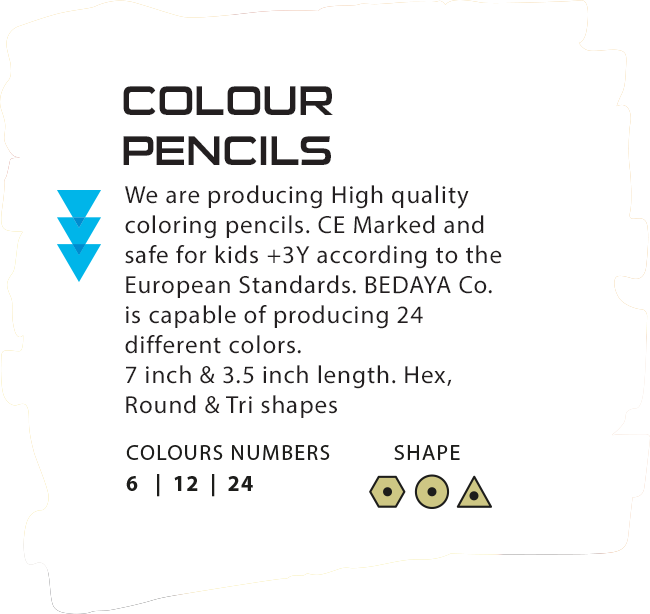 COLOUR
PENCILS
We are producing High quality
coloring pencils. CE Marked and
safe for kids +3Y according to the
European Standards. BEDAYA Co.
is capable of producing 24
different colors.
7 inch & 3.5 inch length. Hex,
Round & Tri shapes
COLOURS NUMBERS SHAPE
6 | 12 | 24